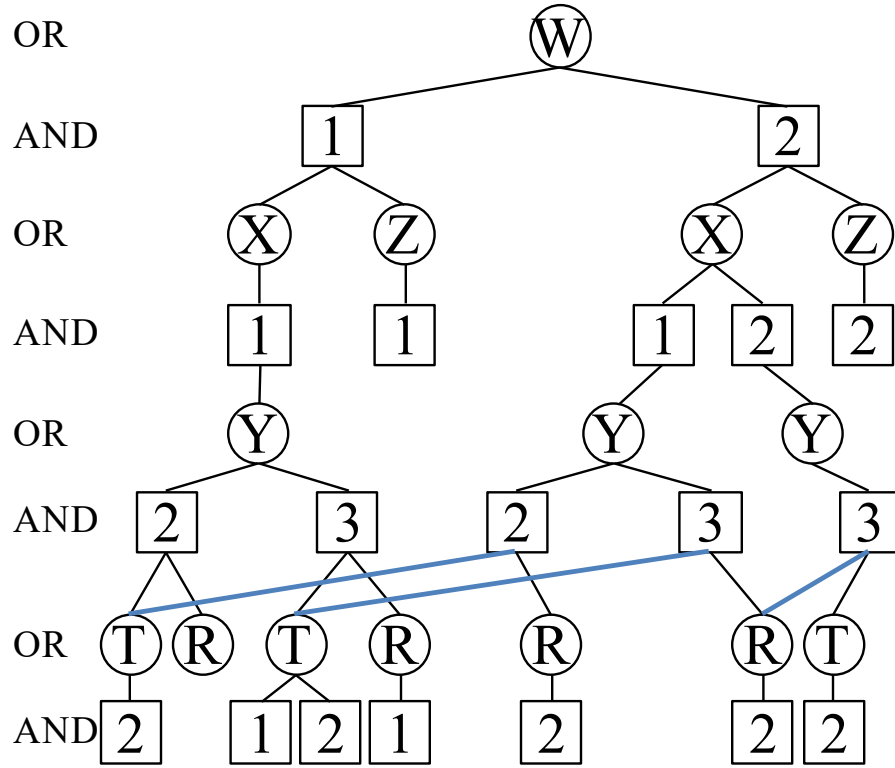 OR W
AND 1 2
OR X Z X Z
AND 1 1 1 2 2
OR Y Y Y
AND 2 3 2 3 3
OR T R T R R R T
AND 2 1 2 1 2 2 2